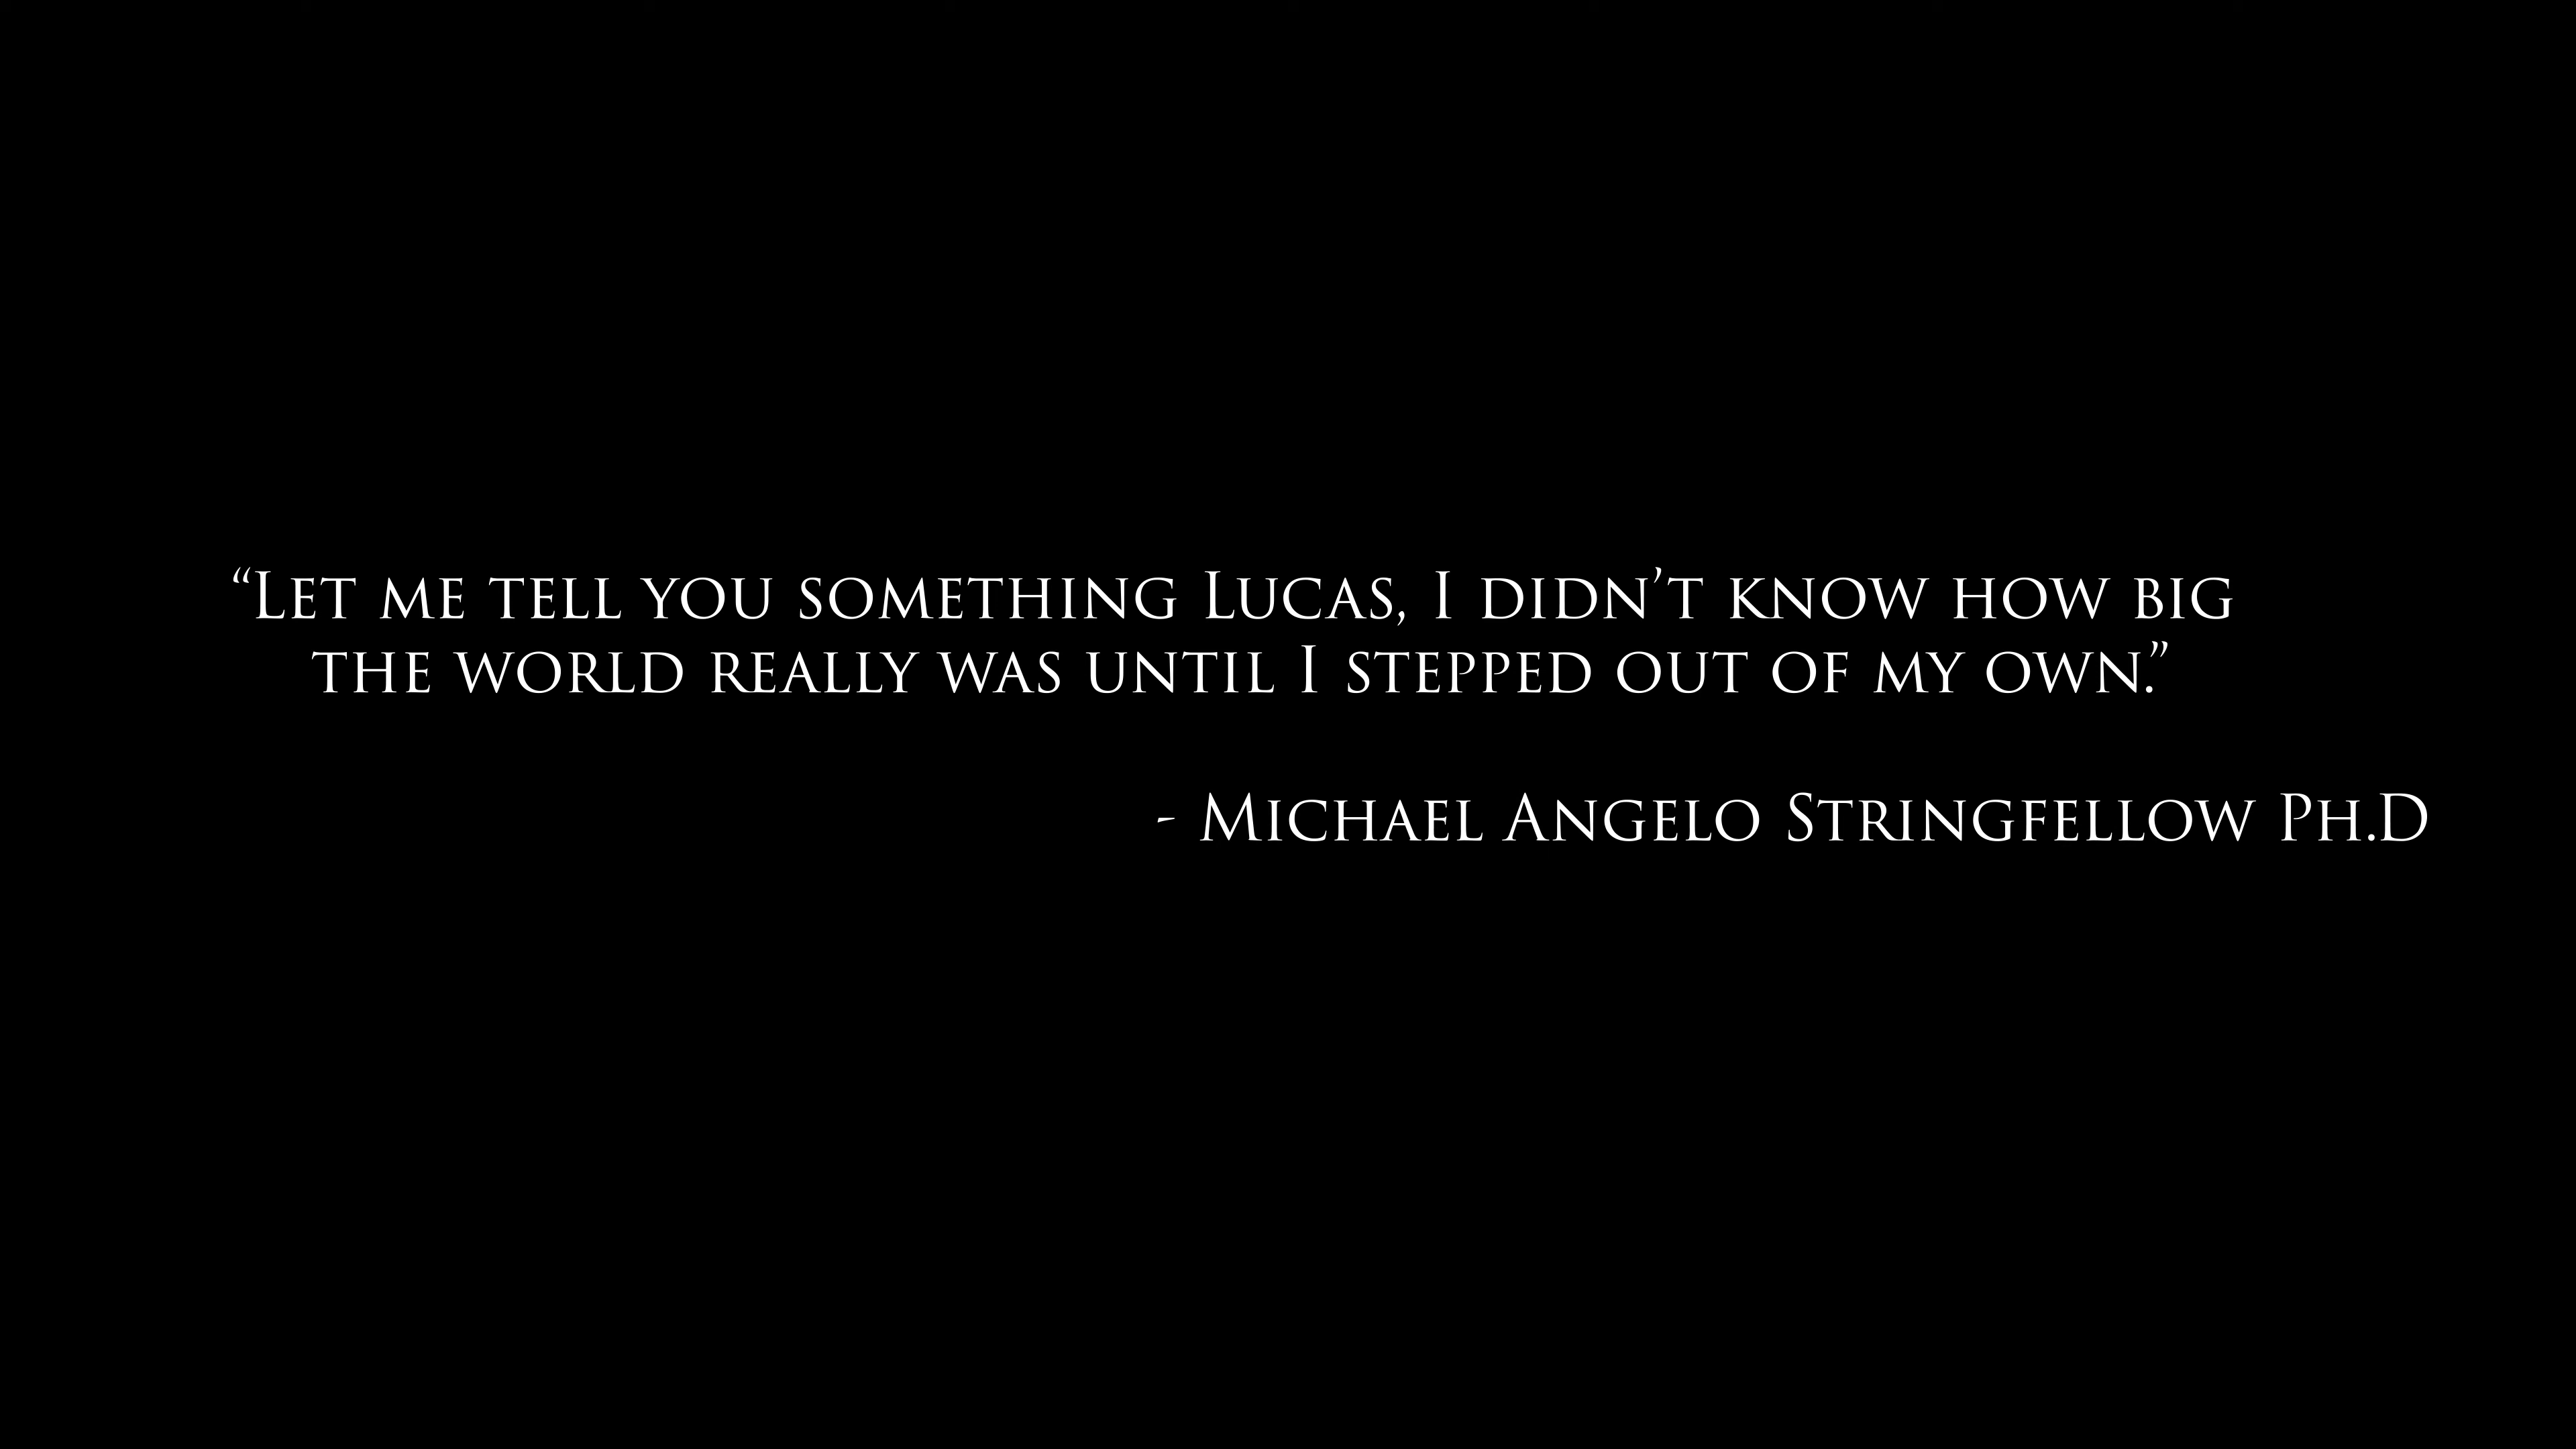 “Let me tell you something Lucas, I didn’t know how big
the world really was until I stepped out of my own.”
- Michael Angelo Stringfellow Ph.D